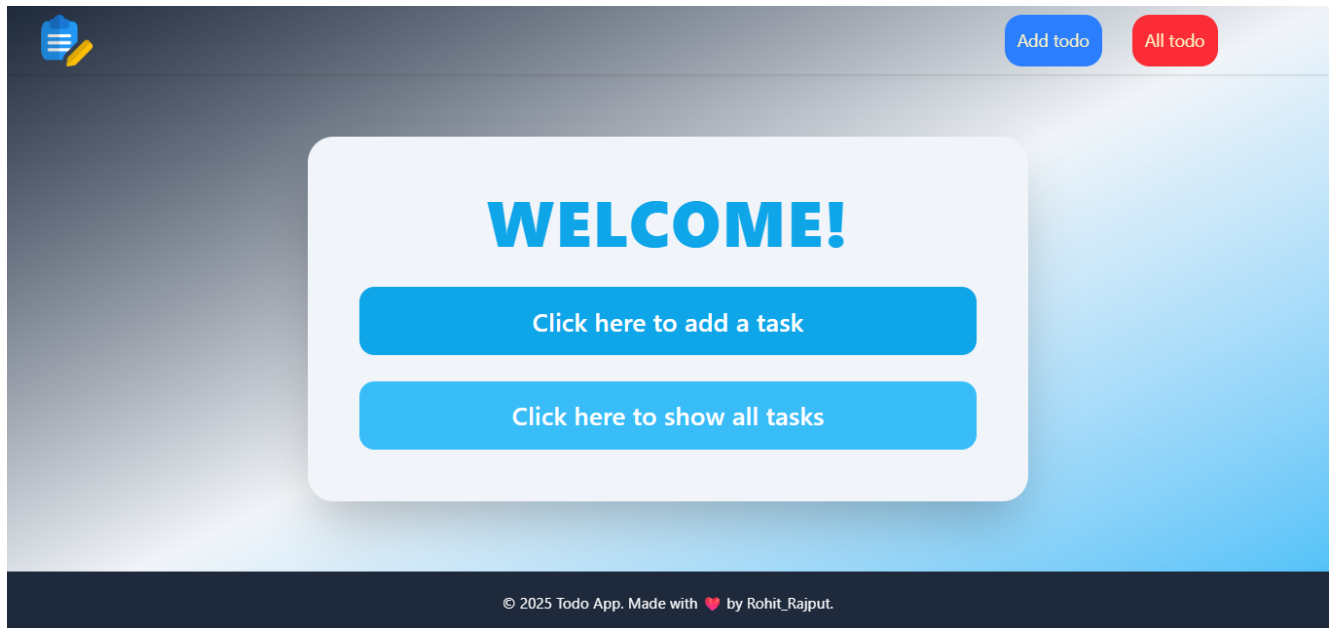 Add todo All todo
WELCOME!
Click here to add a task
Click here to show all tasks
© 2025 Todo App. Made with 💗 by Rohit_Rajput.